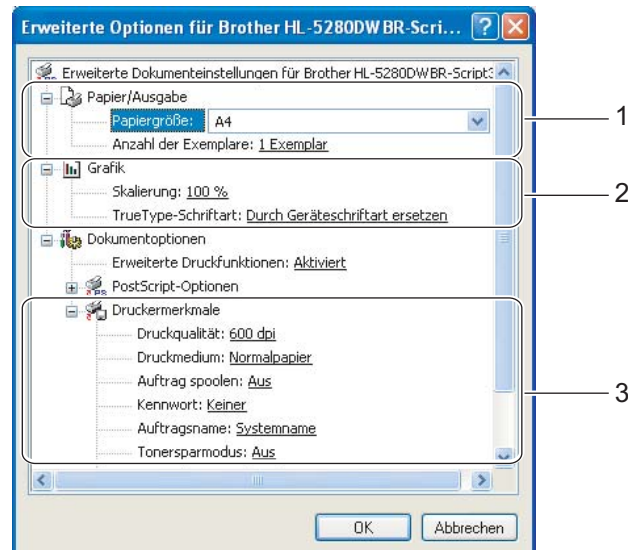 Erweiterte Optionen für Brother HL-5280DW BR-Scri...
Erweiterte Dokumenteinstellungen für Brother HL-5280DW BR-Script3
Papier/Ausgabe
Papiergröße: A4
Anzahl der Exemplare: 1 Exemplar
1
Grafik
Skalierung: 100 %
TrueType-Schriftart: Durch Geräteschriftart ersetzen
2
Dokumentoptionen
Erweiterte Druckfunktionen: Aktiviert
PostScript-Optionen
Druckermerkmale
Druckqualität: 600 dpi
Druckmedium: Normalpapier
Auftrag spoolen: Aus
Kennwort: Keiner
Auftragsname: Systemname
Tonersparmodus: Aus
3
OK Abbrechen